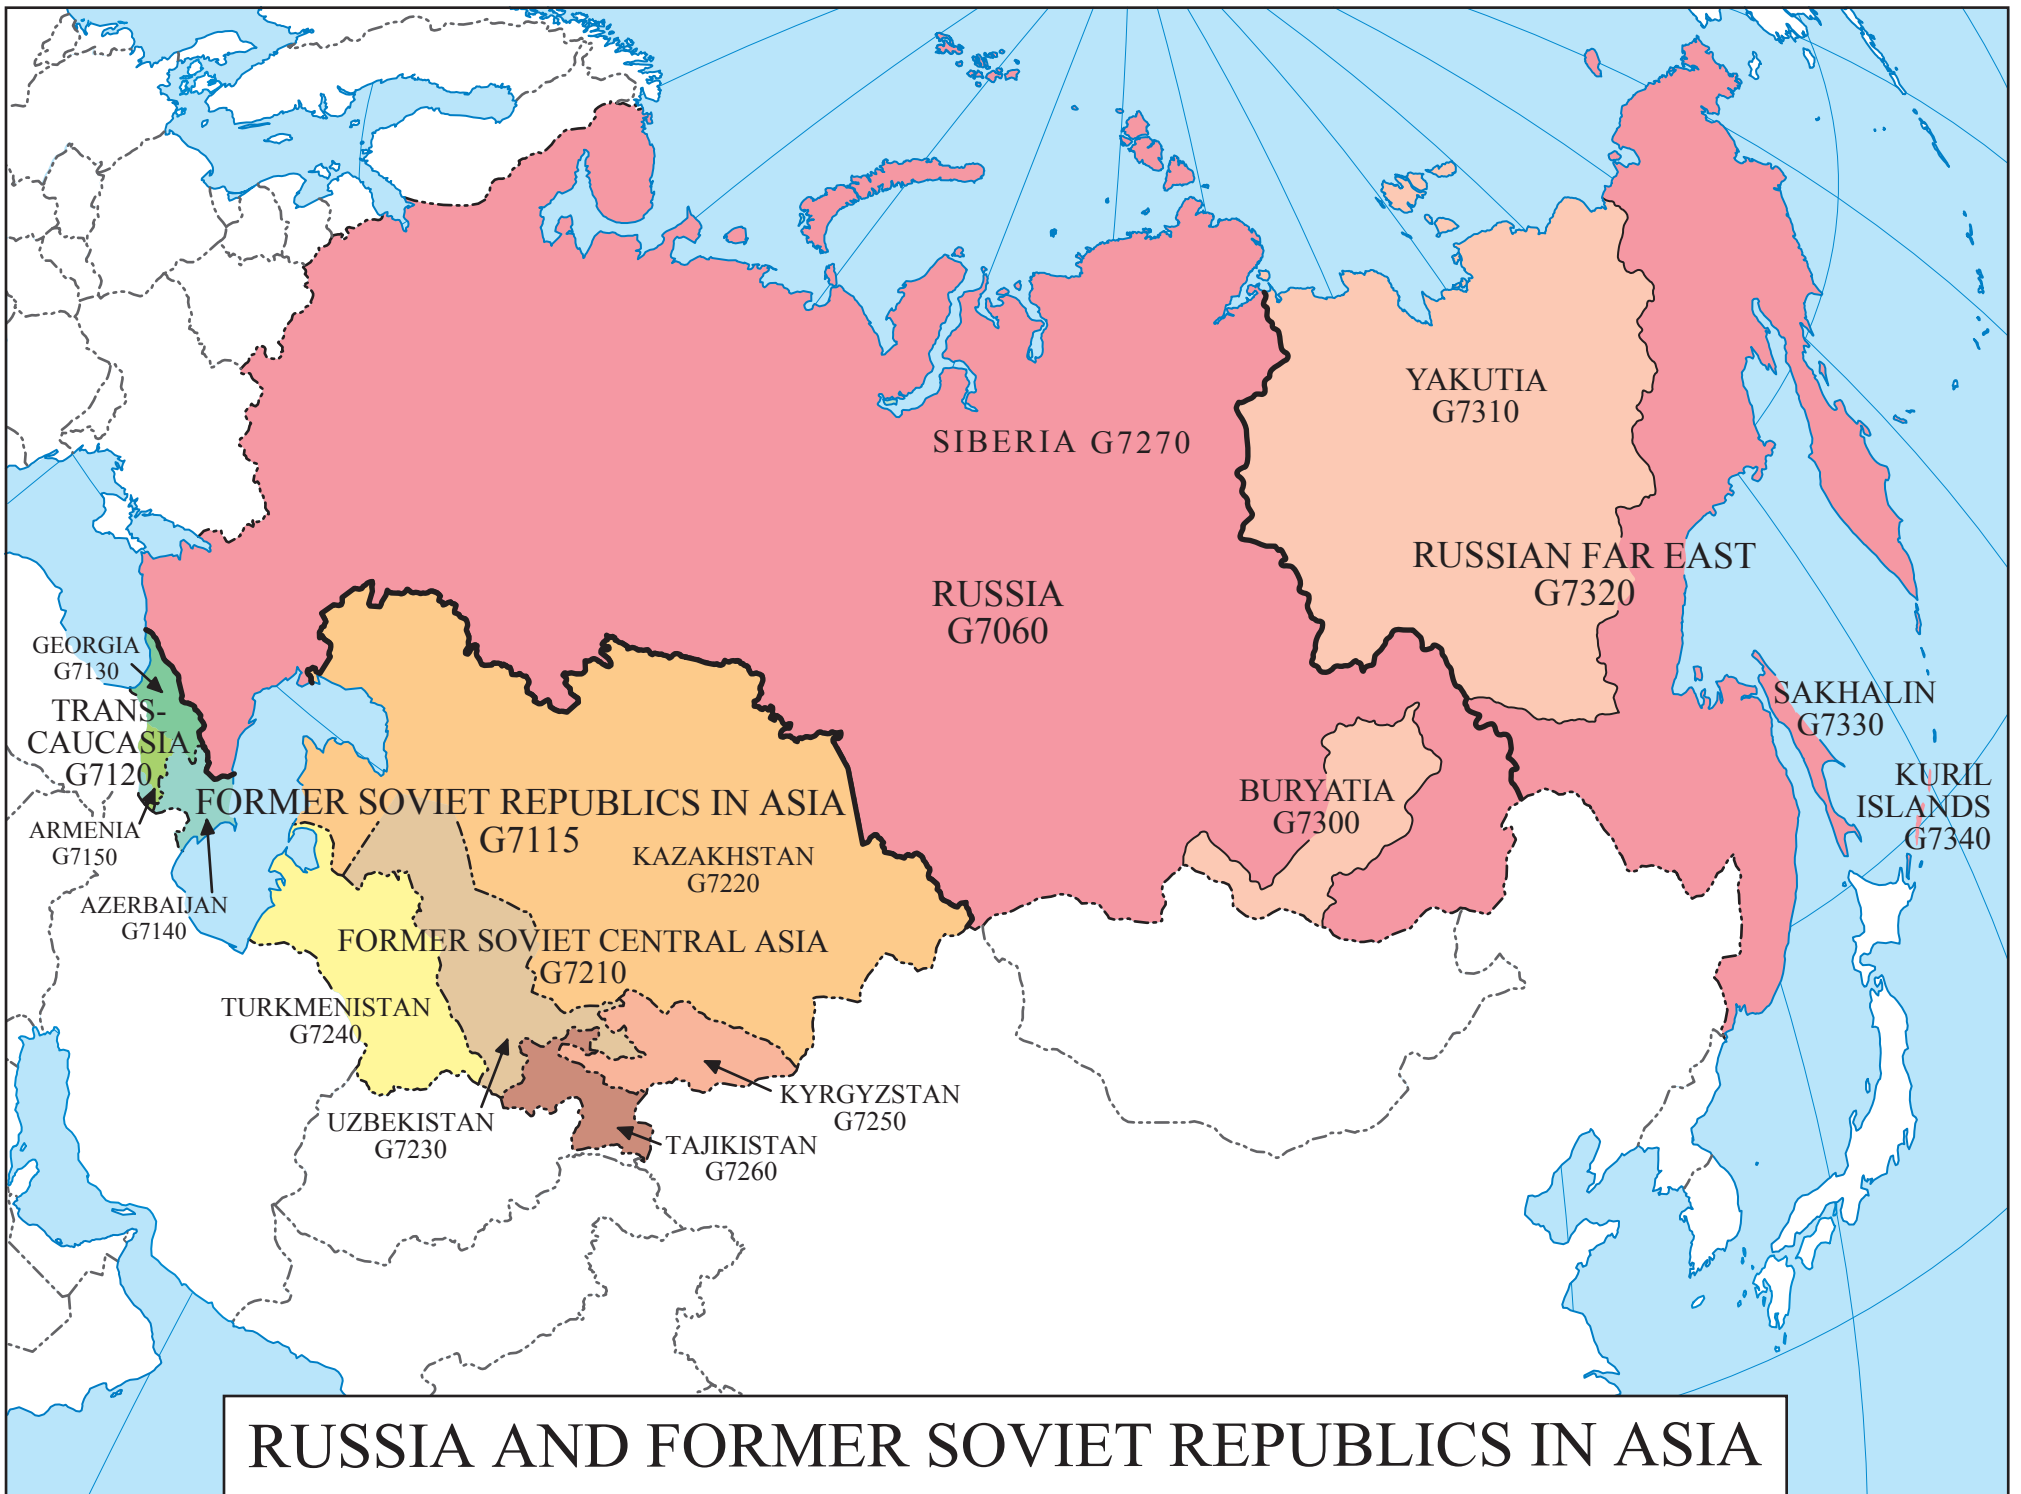 YAKUTIA
G7310
SIBERIA G7270
RUSSIAN FAR EAST
G7320
RUSSIA
G7060
GEORGIA
G7130
TRANS-
CAUCASIA
G7120
SAKHALIN
G7330
KURIL
ISLANDS
G7340
BURYATIA
G7300
FORMER SOVIET REPUBLICS IN ASIA
G7115
ARMENIA
G7150
KAZAKHSTAN
G7220
AZERBAIJAN
G7140
FORMER SOVIET CENTRAL ASIA
G7210
TURKMENISTAN
G7240
UZBEKISTAN
G7230
KYRGYZSTAN
G7250
TAJIKISTAN
G7260
RUSSIA AND FORMER SOVIET REPUBLICS IN ASIA